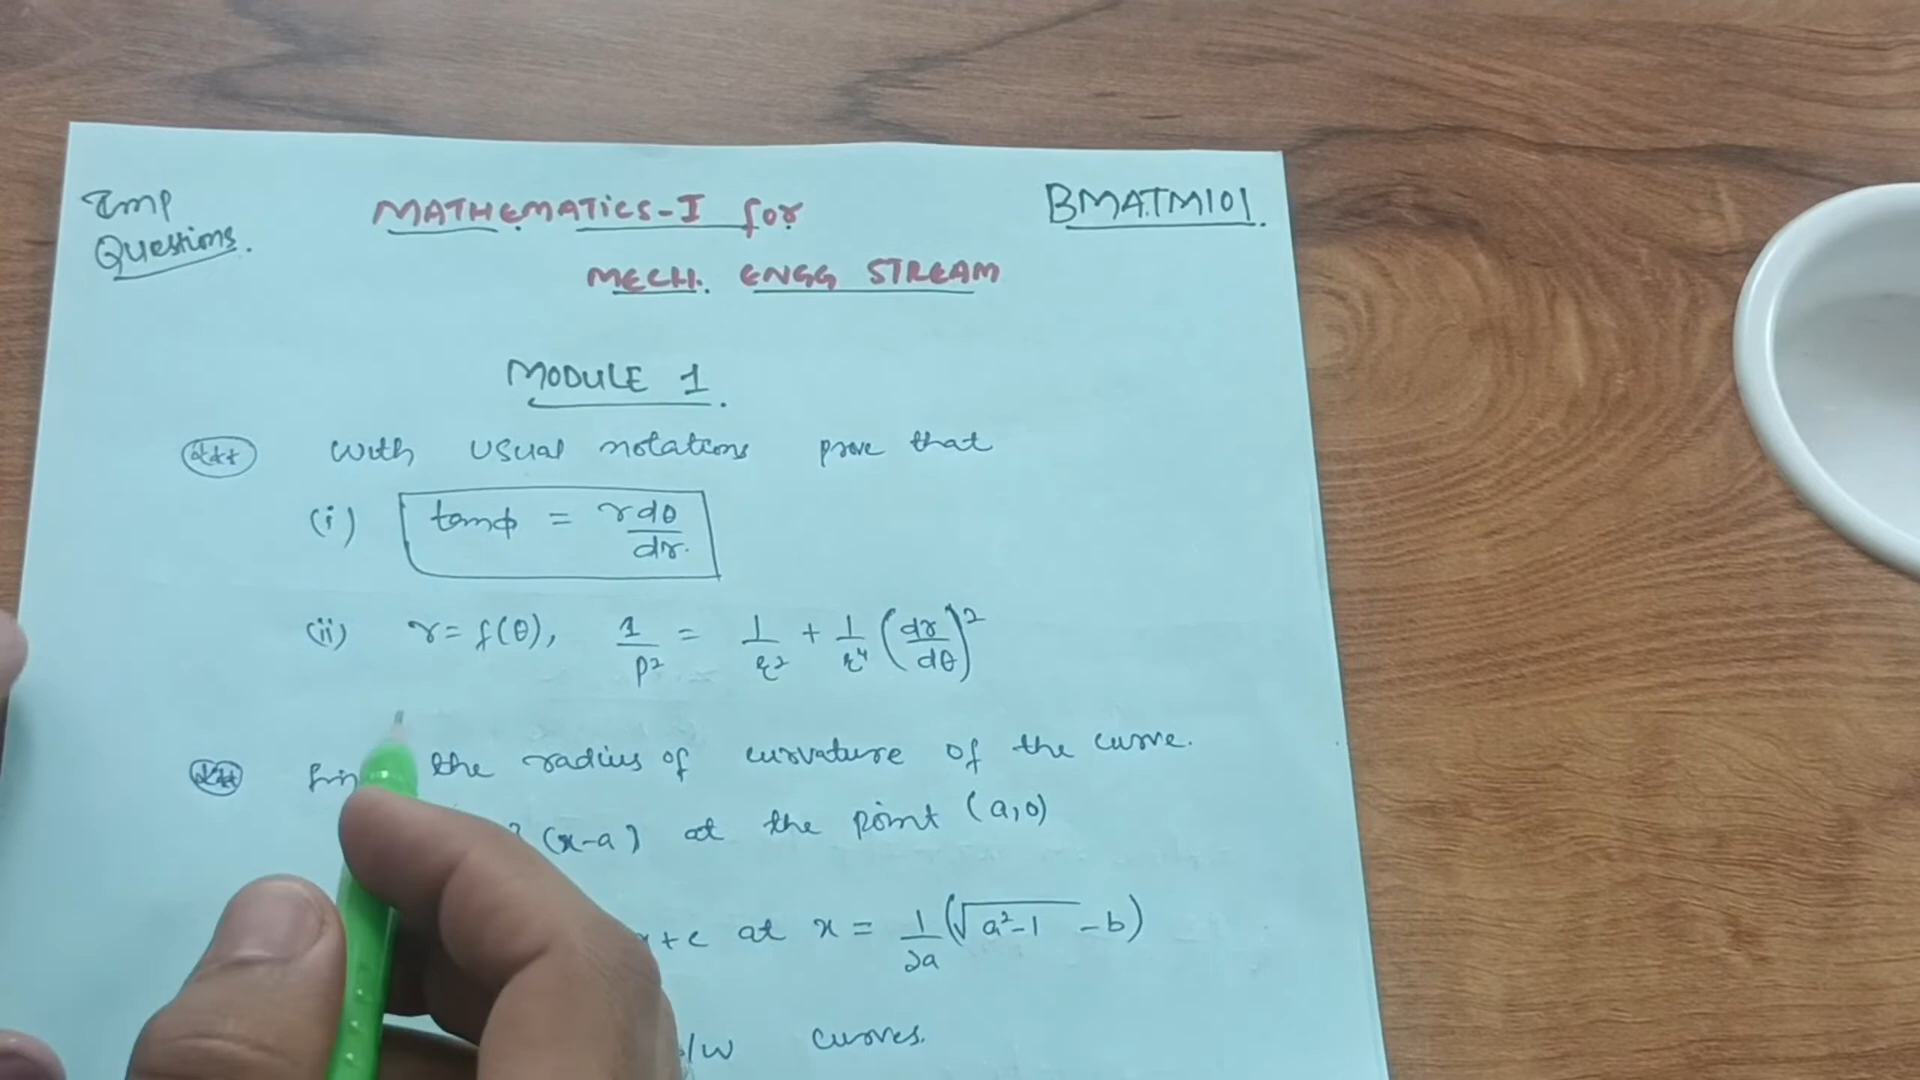 Imp
Questions.
MATHEMATICS-I for
MECH. ENGG STREAM
BMATM101.
MODULE 1
With usual notations prove that
(i) tanφ = rdθ/dr.
(ii) r = f(θ), 1/p² = 1/r² + 1/r⁴ (dr/dθ)²
the radius of curvature of the curve.
(x-a) at the point (a,0)
+c at x = 1/2a (√a²-1 -b)
b/w curves.